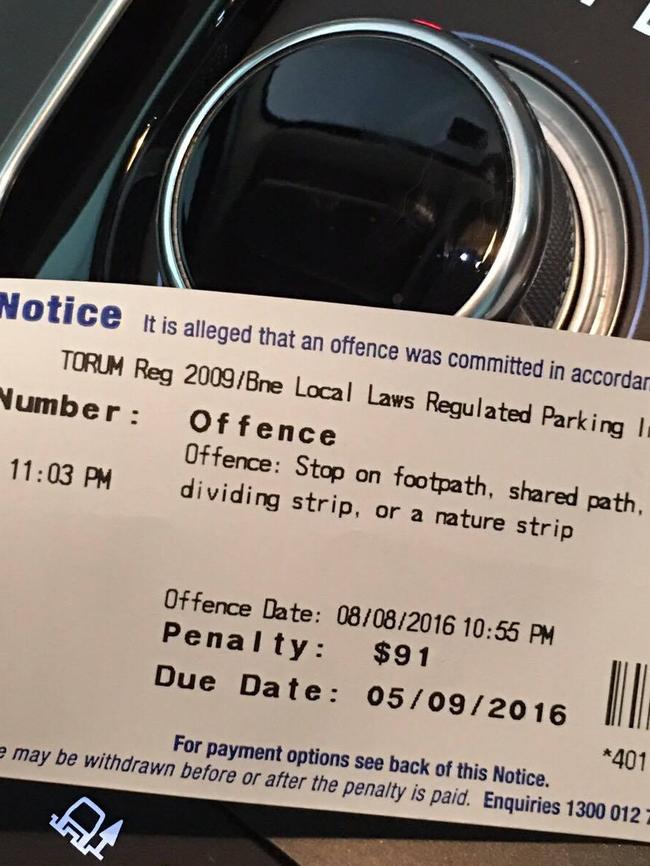 Notice It is alleged that an offence was committed in
TORUM Reg 2009/Bne Local Laws Regulated Parking
Number: Offence
Offence: Stop on footpath, shared path,
11:03 PM
dividing strip, or a nature strip
Offence Date: 08/08/2016 10:55 PM
Penalty: $91
Due Date: 05/09/2016
*401
For payment options see back of this Notice.
may be withdrawn before or after the penalty is paid. Enquiries 1300 012